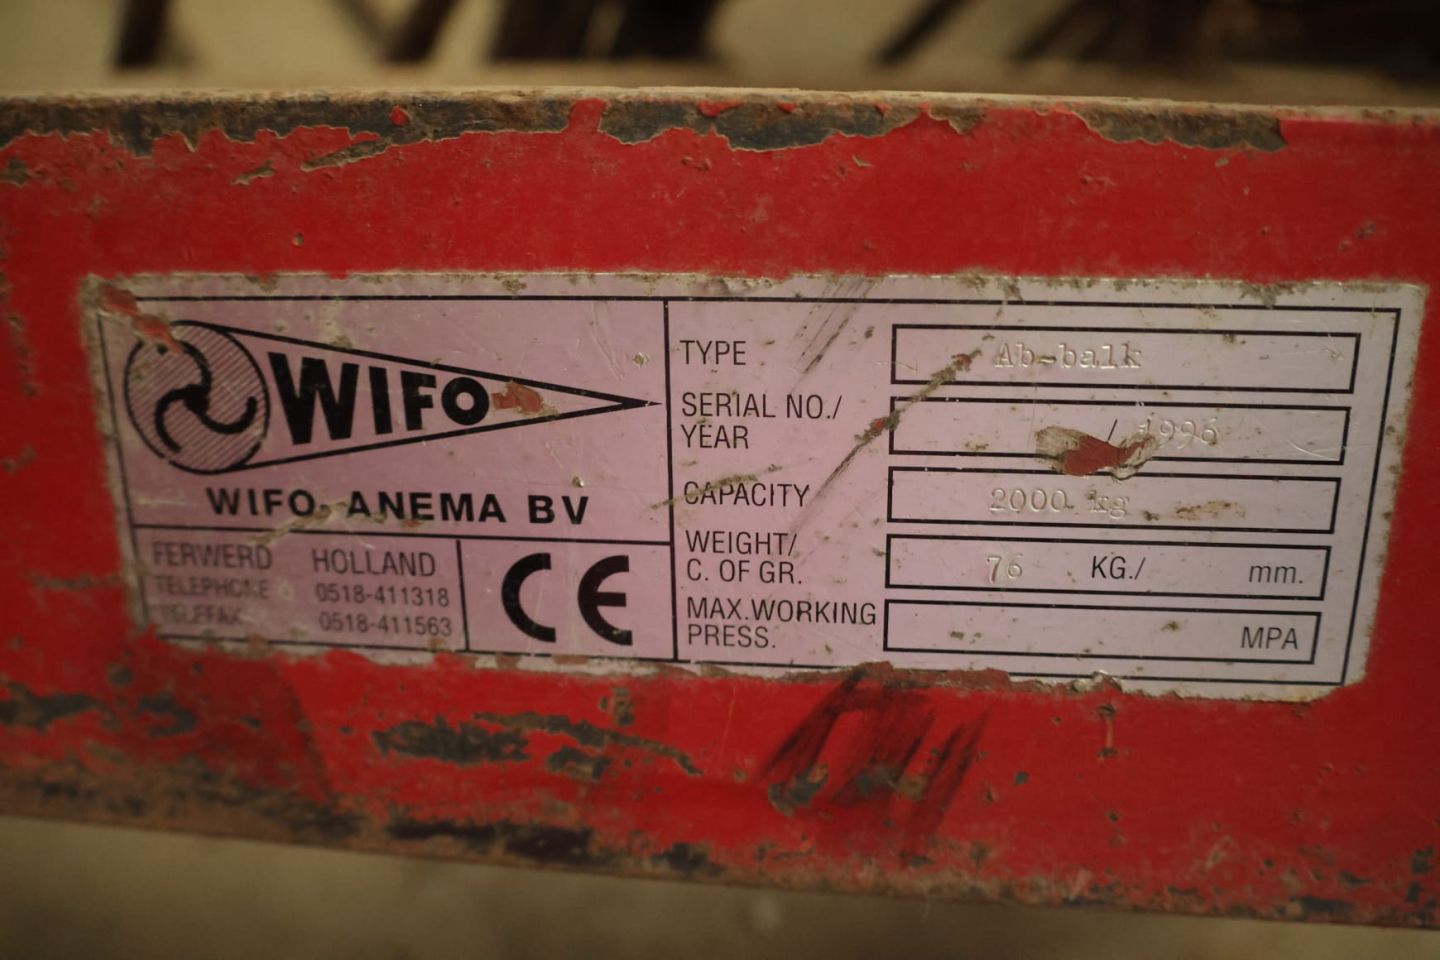 WIFO
WIFO-ANEMA BV
FERWERD HOLLAND
TELEPHONE 0518-411318
TELEFAX 0518-411563
CE
TYPE Ab-balk
SERIAL NO./
YEAR / 1996
CAPACITY 2000 kg
WEIGHT/
C. OF GR. 76 KG./ mm.
MAX.WORKING
PRESS. MPA